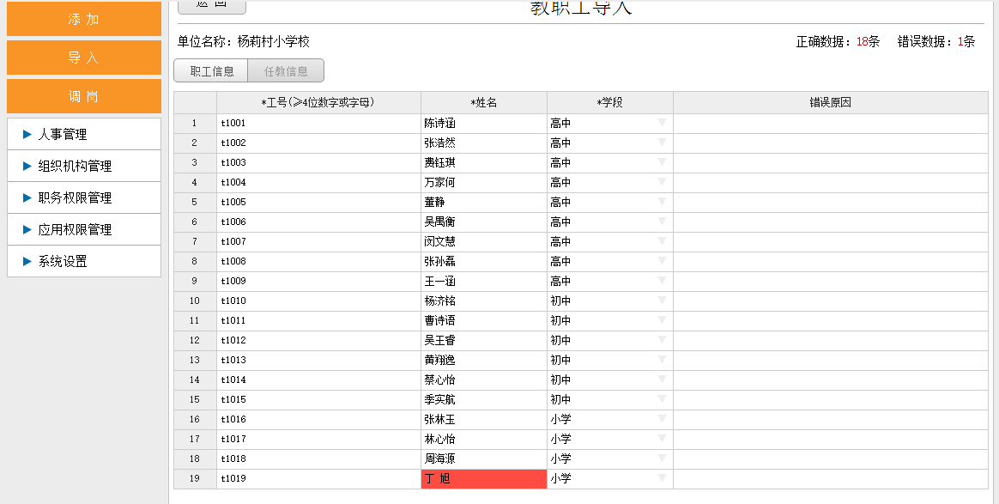 添 加
导 入
调 岗
人事管理
组织机构管理
职务权限管理
应用权限管理
系统设置
返 回
教职工导入
单位名称：杨莉村小学校 正确数据：18条 错误数据：1条
职工信息 任教信息
*工号(≥4位数字或字母) *姓名 *学段 错误原因
1 t1001 陈诗涵 高中
2 t1002 张浩然 高中
3 t1003 费钰琪 高中
4 t1004 万家何 高中
5 t1005 董静 高中
6 t1006 吴禺衡 高中
7 t1007 闵文慧 高中
8 t1008 张孙磊 高中
9 t1009 王一涵 高中
10 t1010 杨济铭 初中
11 t1011 曹诗语 初中
12 t1012 吴王睿 初中
13 t1013 黄翔逸 初中
14 t1014 蔡心怡 初中
15 t1015 季实航 初中
16 t1016 张林玉 小学
17 t1017 林心怡 小学
18 t1018 周海源 小学
19 t1019 丁 旭 小学